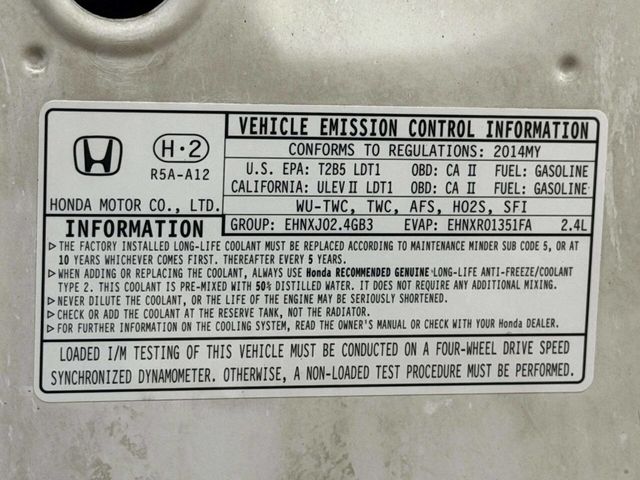 H·2
R5A-A12
HONDA MOTOR CO., LTD.
VEHICLE EMISSION CONTROL INFORMATION
CONFORMS TO REGULATIONS: 2014MY
U.S. EPA: T2B5 LDT1 OBD: CA II FUEL: GASOLINE
CALIFORNIA: ULEV II LDT1 OBD: CA II FUEL: GASOLINE
WU-TWC, TWC, AFS, HO2S, SFI
GROUP: EHNXJ02.4GB3 EVAP: EHNXR01351FA 2.4L
INFORMATION
▷ THE FACTORY INSTALLED LONG-LIFE COOLANT MUST BE REPLACED ACCORDING TO MAINTENANCE MINDER SUB CODE 5, OR AT
10 YEARS WHICHEVER COMES FIRST. THEREAFTER EVERY 5 YEARS.
▷ WHEN ADDING OR REPLACING THE COOLANT, ALWAYS USE Honda RECOMMENDED GENUINE LONG-LIFE ANTI-FREEZE/COOLANT
TYPE 2. THIS COOLANT IS PRE-MIXED WITH 50% DISTILLED WATER. IT DOES NOT REQUIRE ANY ADDITIONAL MIXING.
▷ NEVER DILUTE THE COOLANT, OR THE LIFE OF THE ENGINE MAY BE SERIOUSLY SHORTENED.
▷ CHECK OR ADD THE COOLANT AT THE RESERVE TANK, NOT THE RADIATOR.
▷ FOR FURTHER INFORMATION ON THE COOLING SYSTEM, READ THE OWNER'S MANUAL OR CHECK WITH YOUR Honda DEALER.
LOADED I/M TESTING OF THIS VEHICLE MUST BE CONDUCTED ON A FOUR-WHEEL DRIVE SPEED
SYNCHRONIZED DYNAMOMETER. OTHERWISE, A NON-LOADED TEST PROCEDURE MUST BE PERFORMED.